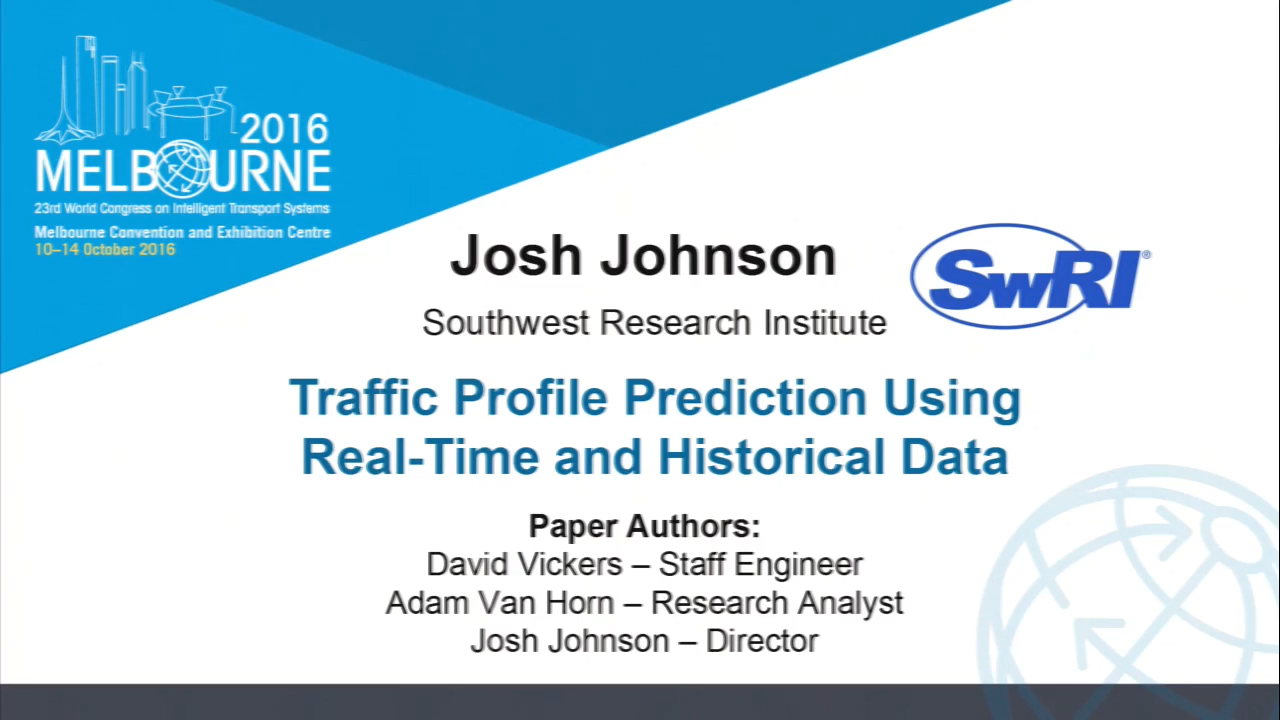 2016
MELBOURNE
23rd World Congress on Intelligent Transport Systems
Melbourne Convention and Exhibition Centre
10–14 October 2016
Josh Johnson
SwRI®
Southwest Research Institute
Traffic Profile Prediction Using
Real-Time and Historical Data
Paper Authors:
David Vickers – Staff Engineer
Adam Van Horn – Research Analyst
Josh Johnson – Director